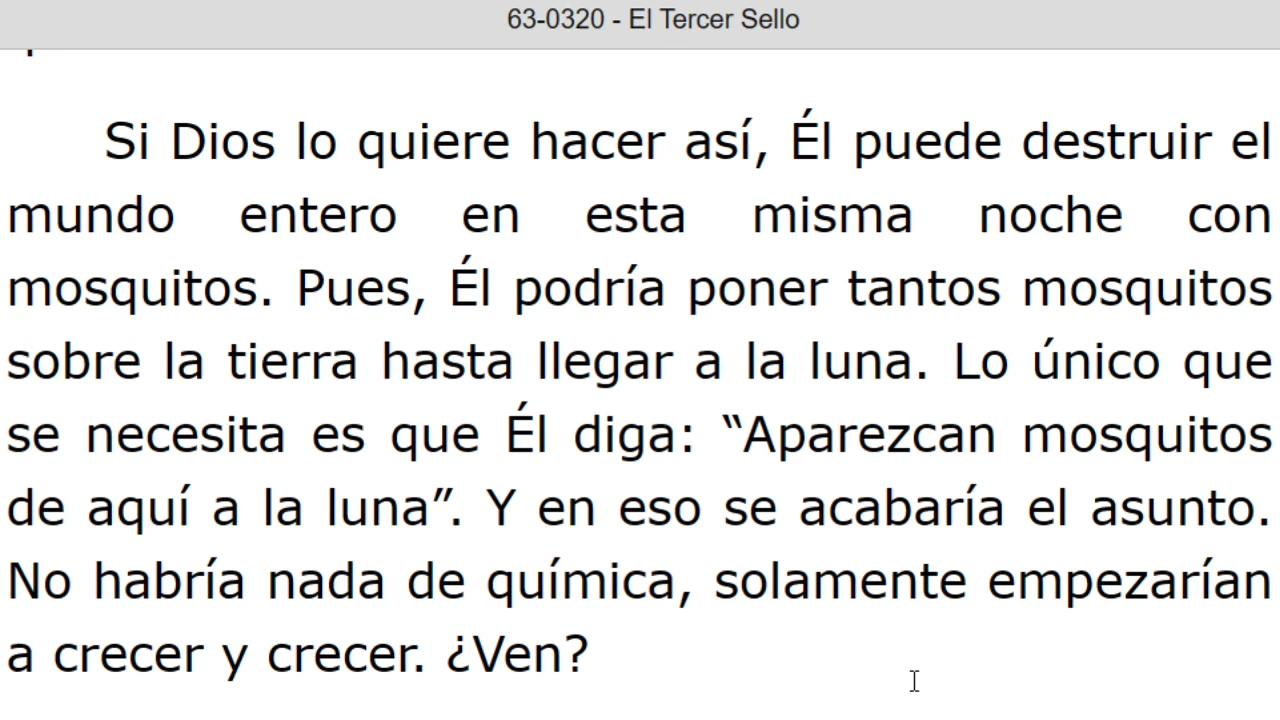 63-0320 - El Tercer Sello
Si Dios lo quiere hacer así, Él puede destruir el
mundo entero en esta misma noche con
mosquitos. Pues, Él podría poner tantos mosquitos
sobre la tierra hasta llegar a la luna. Lo único que
se necesita es que Él diga: “Aparezcan mosquitos
de aquí a la luna”. Y en eso se acabaría el asunto.
No habría nada de química, solamente empezarían
a crecer y crecer. ¿Ven?